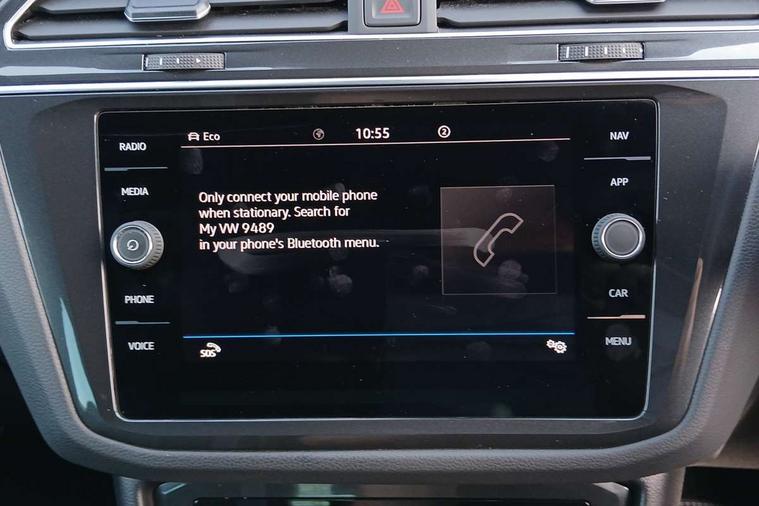 Eco 10:55 2
RADIO
MEDIA
PHONE
VOICE
Only connect your mobile phone
when stationary. Search for
My VW 9489
in your phone's Bluetooth menu.
SOS
NAV
APP
CAR
MENU